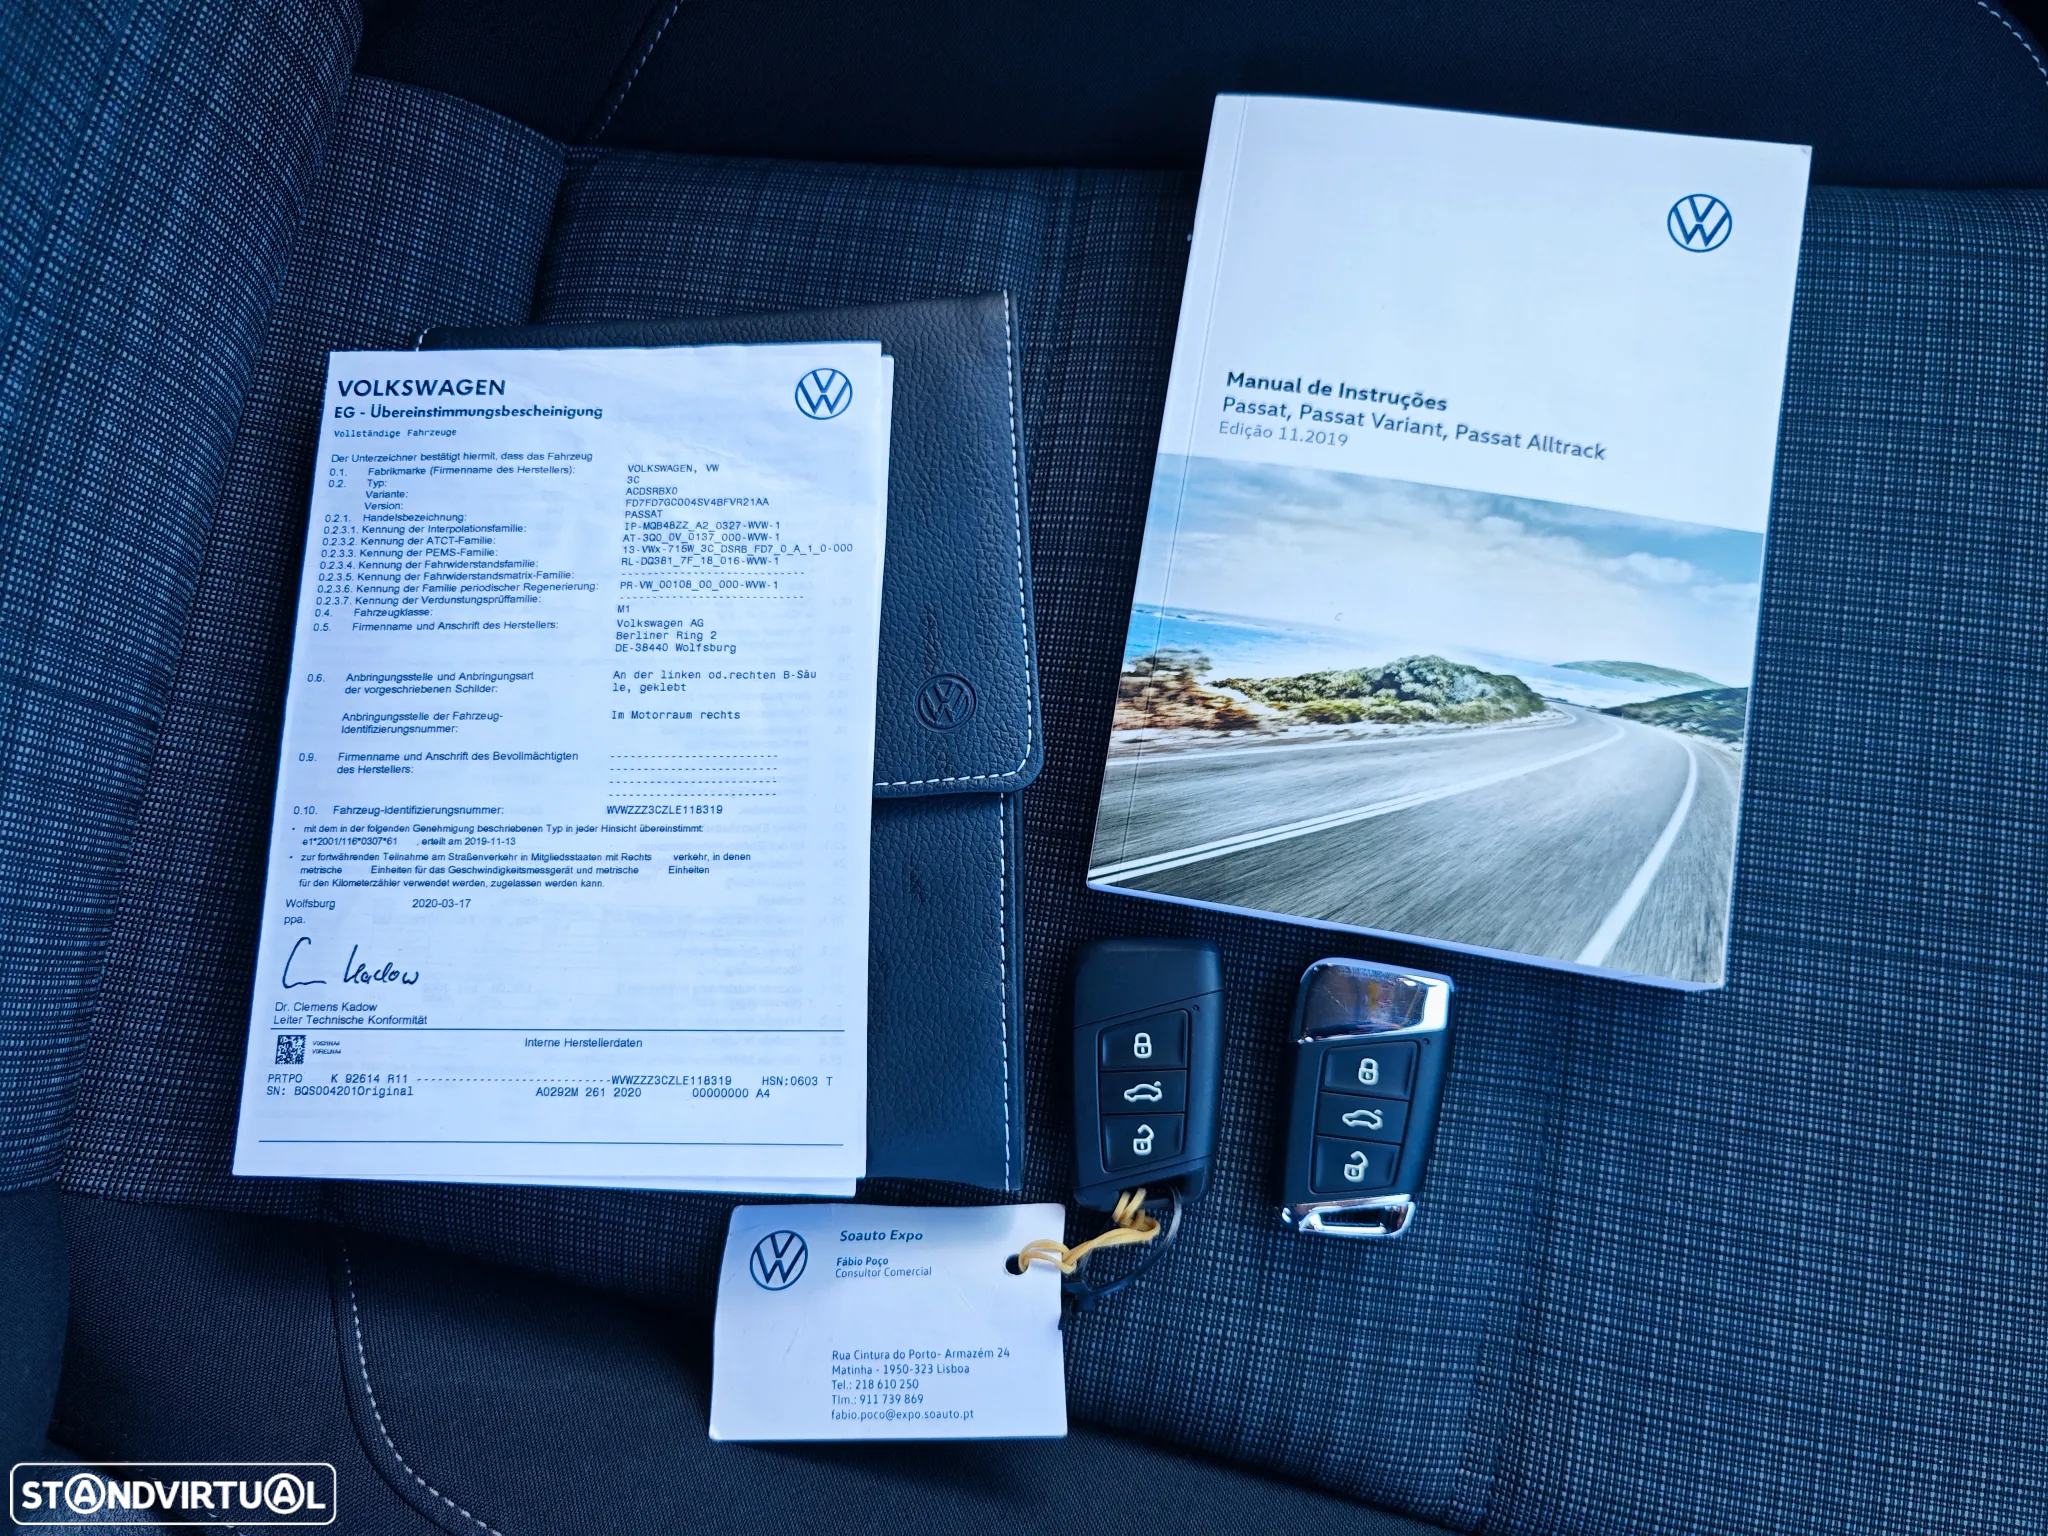 VOLKSWAGEN
EG - Übereinstimmungsbescheinigung
Vollständige Fahrzeuge
Der Unterzeichner bestätigt hiermit, dass das Fahrzeug
0.1. Fabrikmarke (Firmenname des Herstellers): VOLKSWAGEN, VW
0.2. Typ: 3C
Variante: ACDSRBX0
Version: FD7FD7GC004SV4BFVR21AA
0.2.1. Handelsbezeichnung: PASSAT
0.2.3.1. Kennung der Interpolationsfamilie: IP-MQB48ZZ_A2_0327-WVW-1
0.2.3.2. Kennung der ATCT-Familie: AT-3Q0_0V_0137_000-WVW-1
0.2.3.3. Kennung der PEMS-Familie: 13-VWx-715W_3C_DSRB_FD7_0_A_1_0-000
0.2.3.4. Kennung der Fahrwiderstandsfamilie: RL-DQ381_7F_18_016-WVW-1
0.2.3.5. Kennung der Fahrwiderstandsmatrix-Familie: ---------------------------
0.2.3.6. Kennung der Familie periodischer Regenerierung: PR-VW_00108_00_000-WVW-1
0.2.3.7. Kennung der Verdunstungsprüffamilie: ---------------------------
0.4. Fahrzeugklasse: M1
0.5. Firmenname und Anschrift des Herstellers: Volkswagen AG
Berliner Ring 2
DE-38440 Wolfsburg
0.6. Anbringungsstelle und Anbringungsart An der linken od.rechten B-Säu
der vorgeschriebenen Schilder: le, geklebt
Anbringungsstelle der Fahrzeug- Im Motorraum rechts
Identifizierungsnummer:
0.9. Firmenname und Anschrift des Bevollmächtigten
des Herstellers:
0.10. Fahrzeug-Identifizierungsnummer: WVWZZZ3CZLE118319
- mit dem in der folgenden Genehmigung beschriebenen Typ in jeder Hinsicht übereinstimmt:
e1*2001/116*0307*61 , erteilt am 2019-11-13
- zur fortwährenden Teilnahme am Straßenverkehr in Mitgliedsstaaten mit Rechts verkehr, in denen
metrische Einheiten für das Geschwindigkeitsmessgerät und metrische Einheiten
für den Kilometerzähler verwendet werden, zugelassen werden kann.
Wolfsburg 2020-03-17
ppa.
C Kadow
Dr. Clemens Kadow
Leiter Technische Konformität
Interne Herstellerdaten
PRTPO K 92614 R11 ----------------------------WVWZZZ3CZLE118319 HSN:0603 T
SN: BQS004201Original A0292M 261 2020 00000000 A4
Manual de Instruções
Passat, Passat Variant, Passat Alltrack
Edição 11.2019
Soauto Expo
Fábio Poço
Consultor Comercial
Rua Cintura do Porto- Armazém 24
Matinha - 1950-323 Lisboa
Tel.: 218 610 250
Tlm.: 911 739 869
fabio.poco@expo.soauto.pt
STANDVIRTUAL